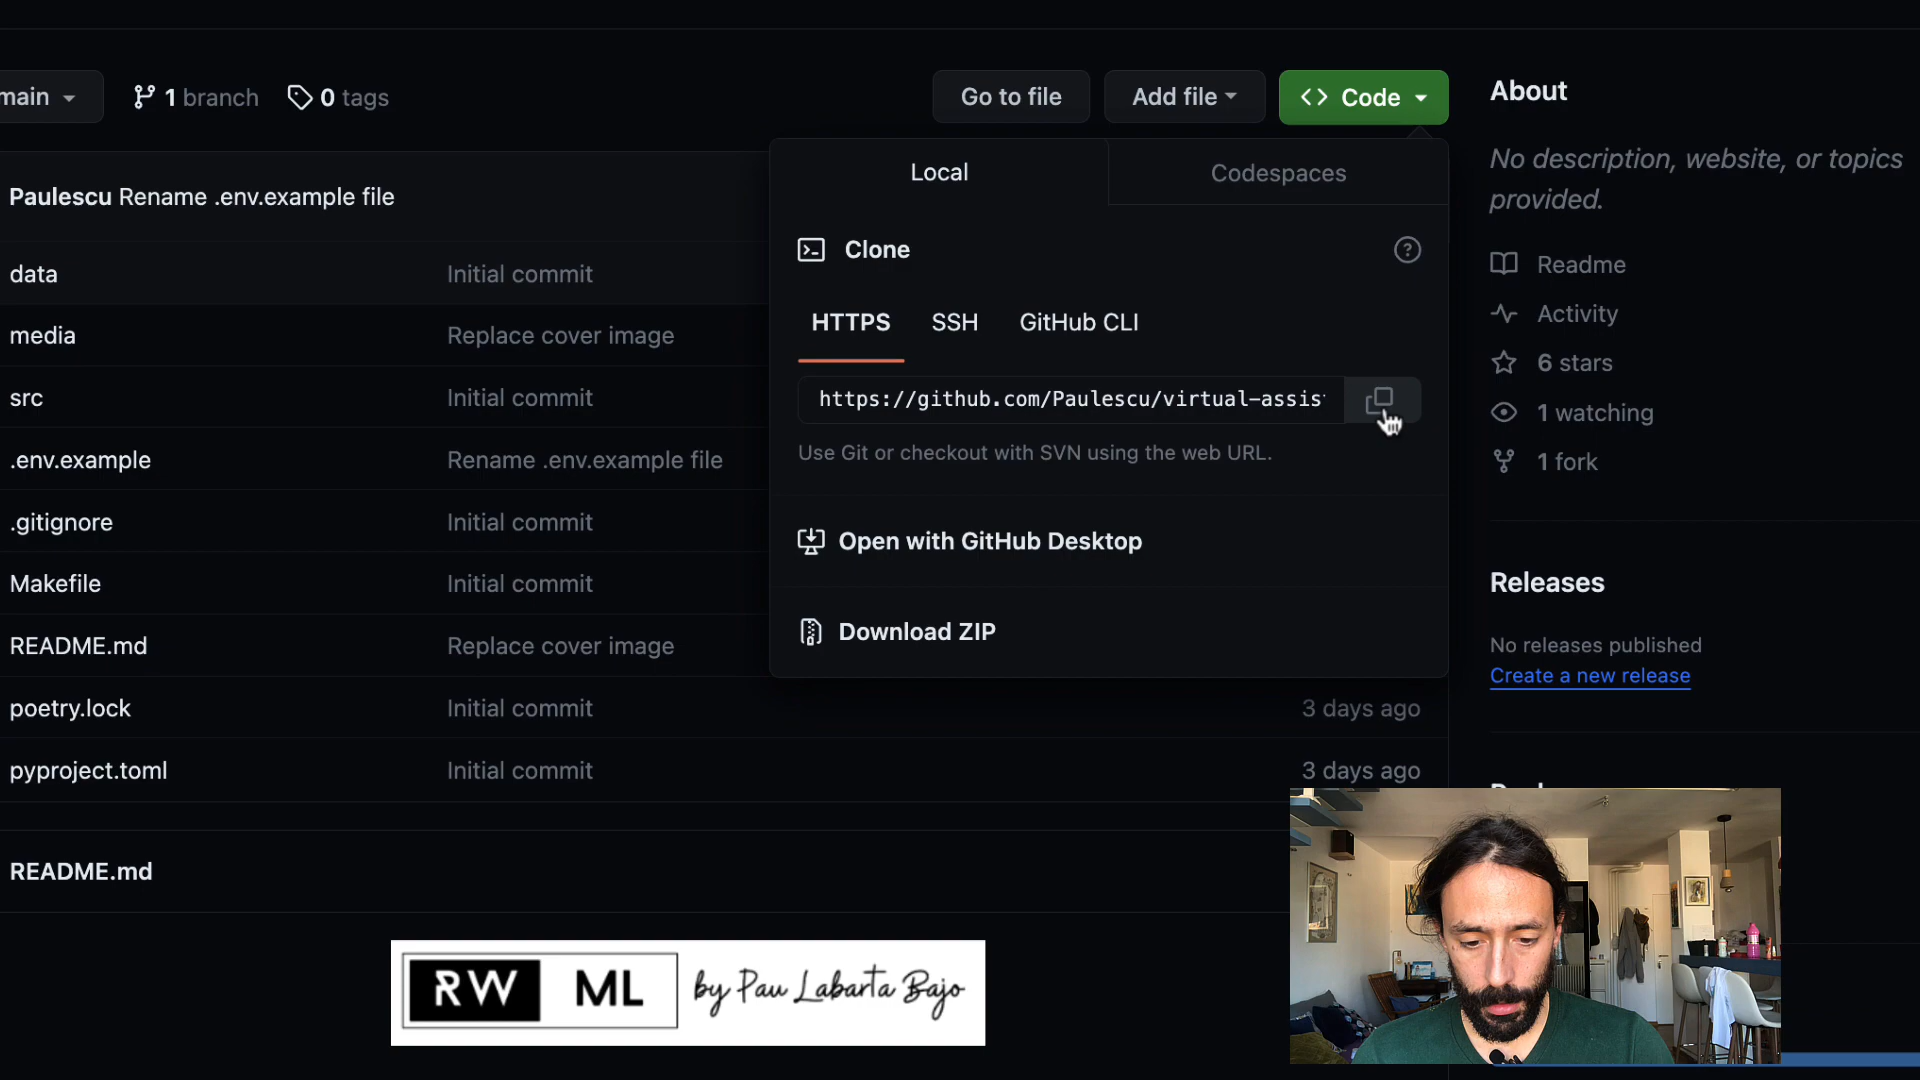 main
1 branch
0 tags
Go to file
Add file
<> Code
About
No description, website, or topics
provided.
Readme
Activity
6 stars
1 watching
1 fork
Releases
No releases published
Create a new release
Local
Codespaces
Clone
HTTPS
SSH
GitHub CLI
https://github.com/Paulescu/virtual-assis
Use Git or checkout with SVN using the web URL.
Open with GitHub Desktop
Download ZIP
Paulescu Rename .env.example file
data Initial commit
media Replace cover image
src Initial commit
.env.example Rename .env.example file
.gitignore Initial commit
Makefile Initial commit
README.md Replace cover image
poetry.lock Initial commit 3 days ago
pyproject.toml Initial commit 3 days ago
README.md
RW ML by Pau Labarta Bajo